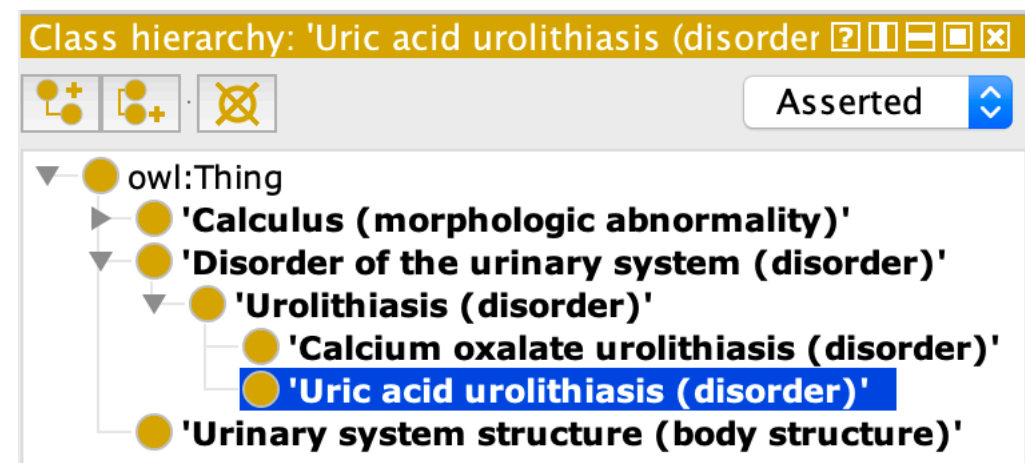 Class hierarchy: 'Uric acid urolithiasis (disorder
Asserted
owl:Thing
'Calculus (morphologic abnormality)'
'Disorder of the urinary system (disorder)'
'Urolithiasis (disorder)'
'Calcium oxalate urolithiasis (disorder)'
'Uric acid urolithiasis (disorder)'
'Urinary system structure (body structure)'